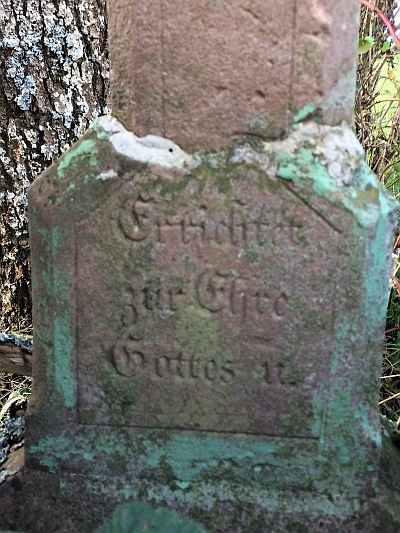 Errichtet
zur Ehre
Gottes u.